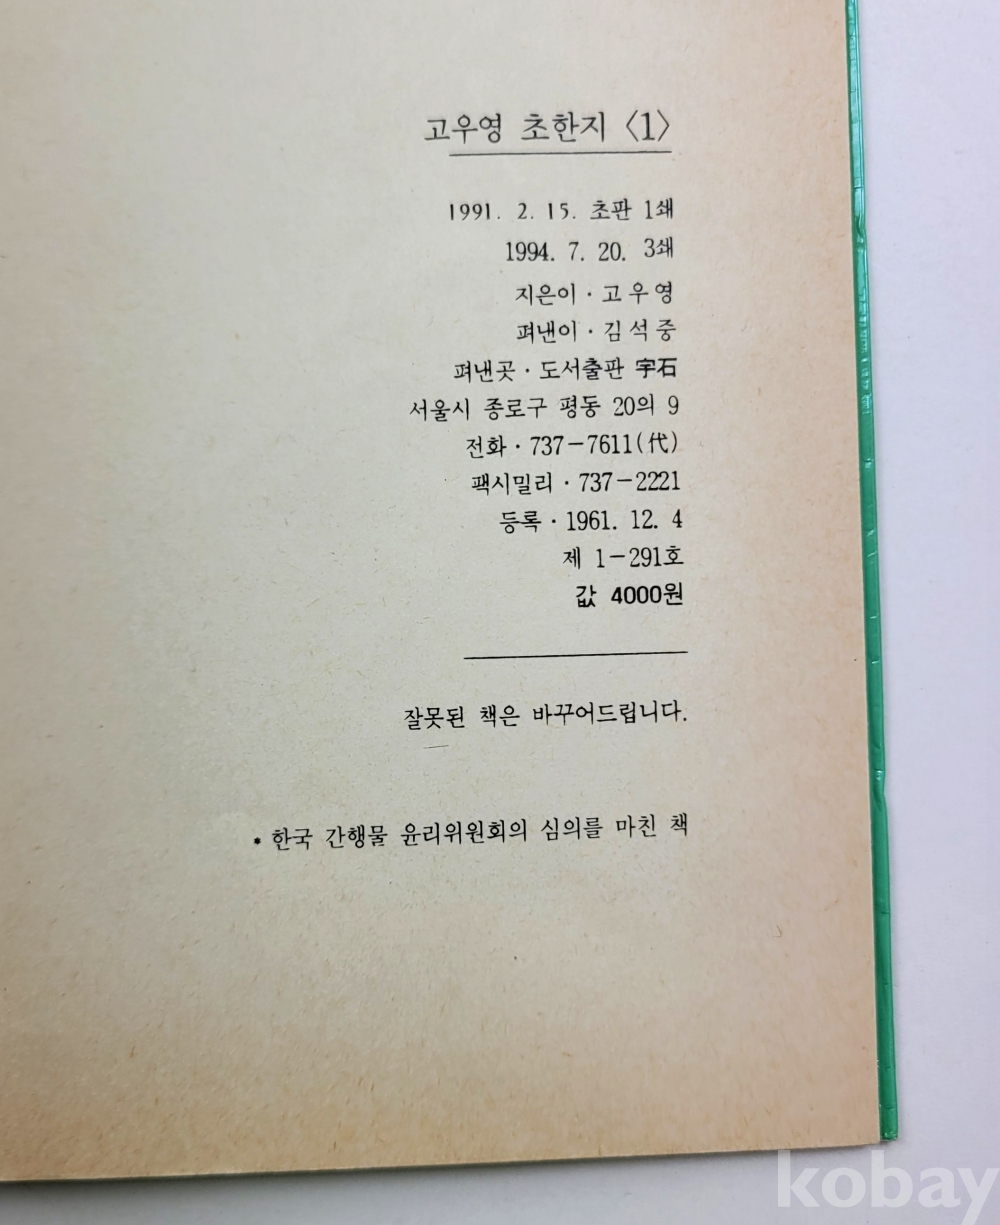 고우영 초한지 〈1〉
1991. 2. 15. 초판 1쇄
1994. 7. 20. 3쇄
지은이·고우영
펴낸이·김석중
펴낸곳·도서출판 宇石
서울시 종로구 평동 20의 9
전화·737-7611(代)
팩시밀리·737-2221
등록·1961. 12. 4
제 1-291호
값 4000원
잘못된 책은 바꾸어드립니다.
* 한국 간행물 윤리위원회의 심의를 마친 책
kobay